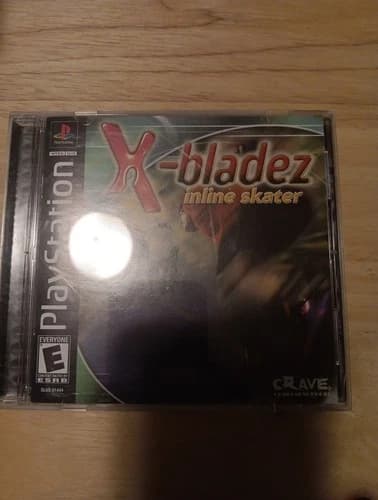 X-bladez
inline skater
PlayStation
EVERYONE
E
ESRB
CRAVE